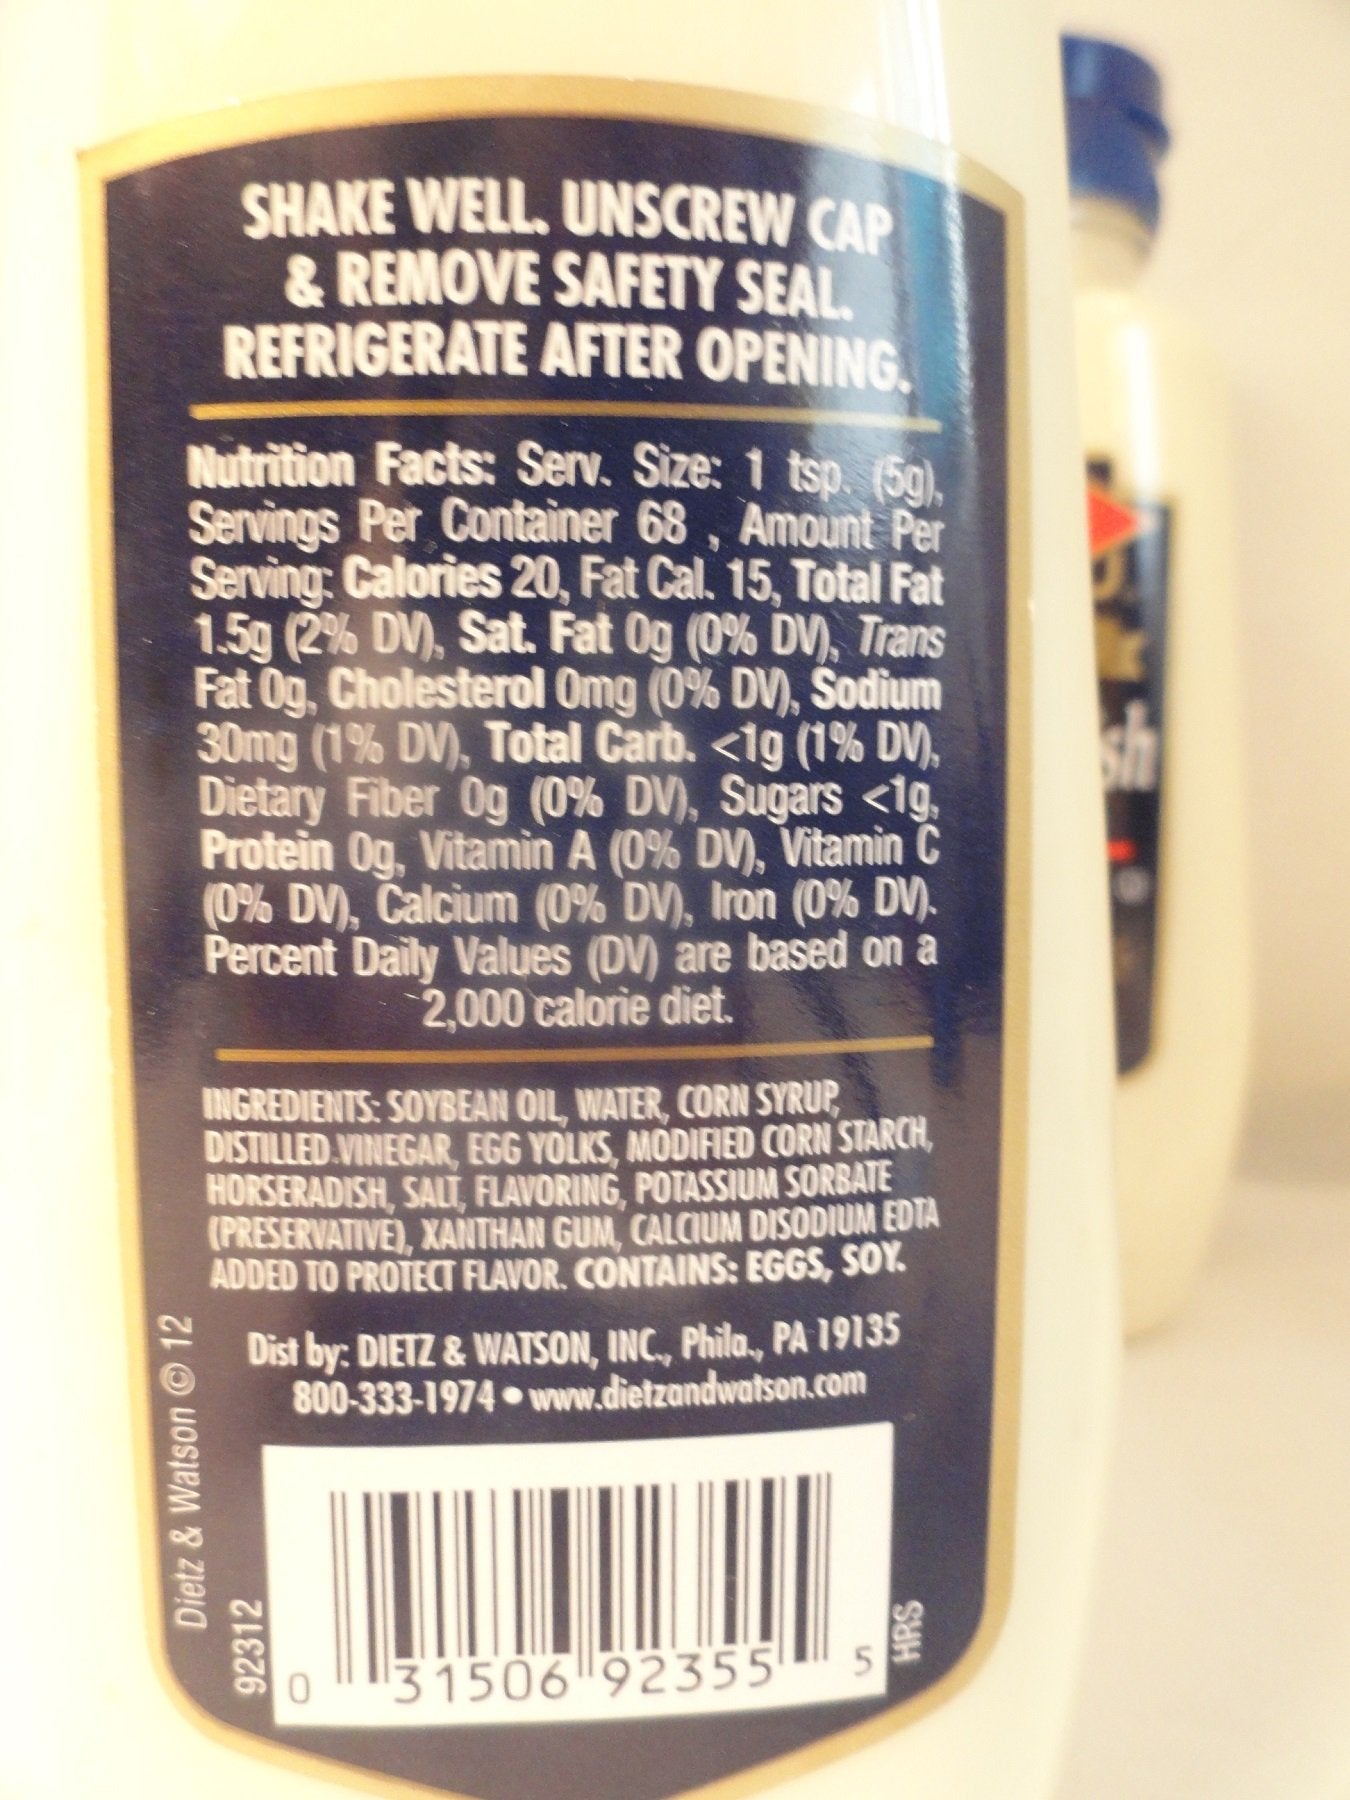 SHAKE WELL. UNSCREW CAP
& REMOVE SAFETY SEAL.
REFRIGERATE AFTER OPENING.
Nutrition Facts: Serv. Size: 1 tsp. (5g),
Servings Per Container 68 , Amount Per
Serving: Calories 20, Fat Cal. 15, Total Fat
1.5g (2% DV), Sat. Fat 0g (0% DV), Trans
Fat 0g, Cholesterol 0mg (0% DV), Sodium
30mg (1% DV), Total Carb. <1g (1% DV),
Dietary Fiber 0g (0% DV), Sugars <1g,
Protein 0g, Vitamin A (0% DV), Vitamin C
(0% DV), Calcium (0% DV), Iron (0% DV).
Percent Daily Values (DV) are based on a
2,000 calorie diet.
INGREDIENTS: SOYBEAN OIL, WATER, CORN SYRUP,
DISTILLED VINEGAR, EGG YOLKS, MODIFIED CORN STARCH,
HORSERADISH, SALT, FLAVORING, POTASSIUM SORBATE
(PRESERVATIVE), XANTHAN GUM, CALCIUM DISODIUM EDTA
ADDED TO PROTECT FLAVOR. CONTAINS: EGGS, SOY.
Dist by: DIETZ & WATSON, INC., Phila., PA 19135
800-333-1974 • www.dietzandwatson.com
Dietz & Watson © 12
92312
0 31506 92355 5
HRS
sh